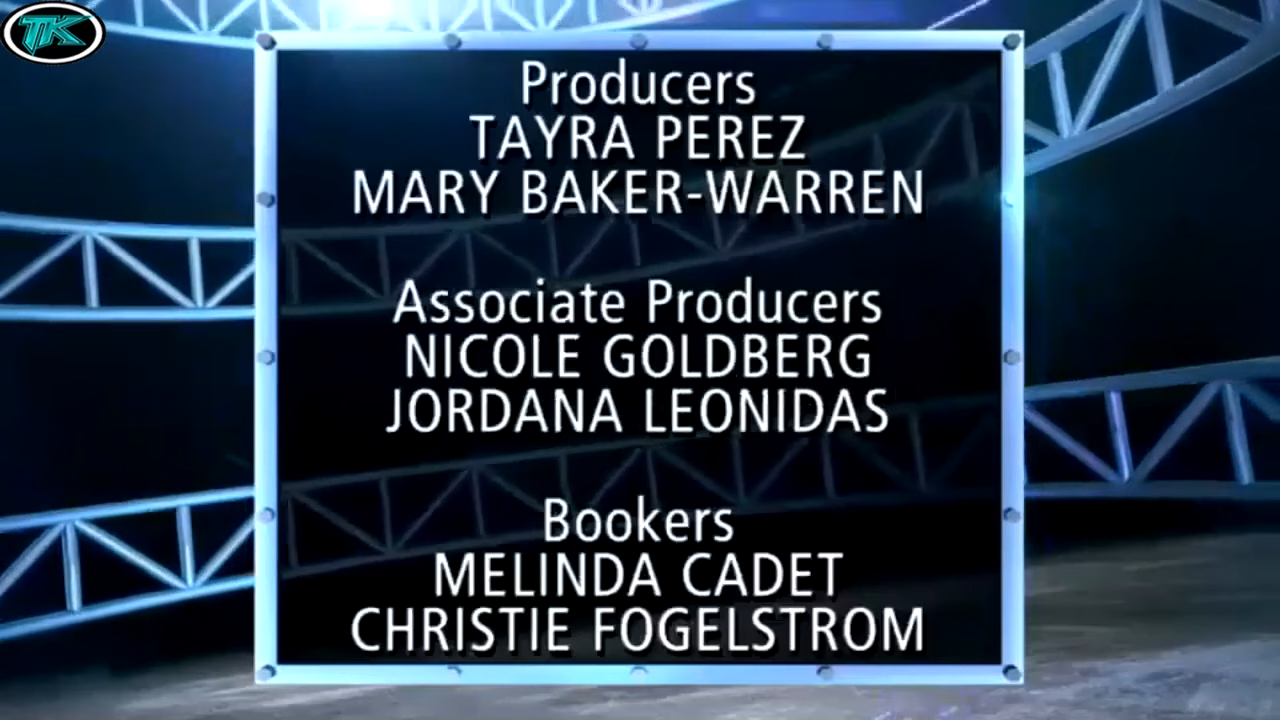 TK
Producers
TAYRA PEREZ
MARY BAKER-WARREN
Associate Producers
NICOLE GOLDBERG
JORDANA LEONIDAS
Bookers
MELINDA CADET
CHRISTIE FOGELSTROM